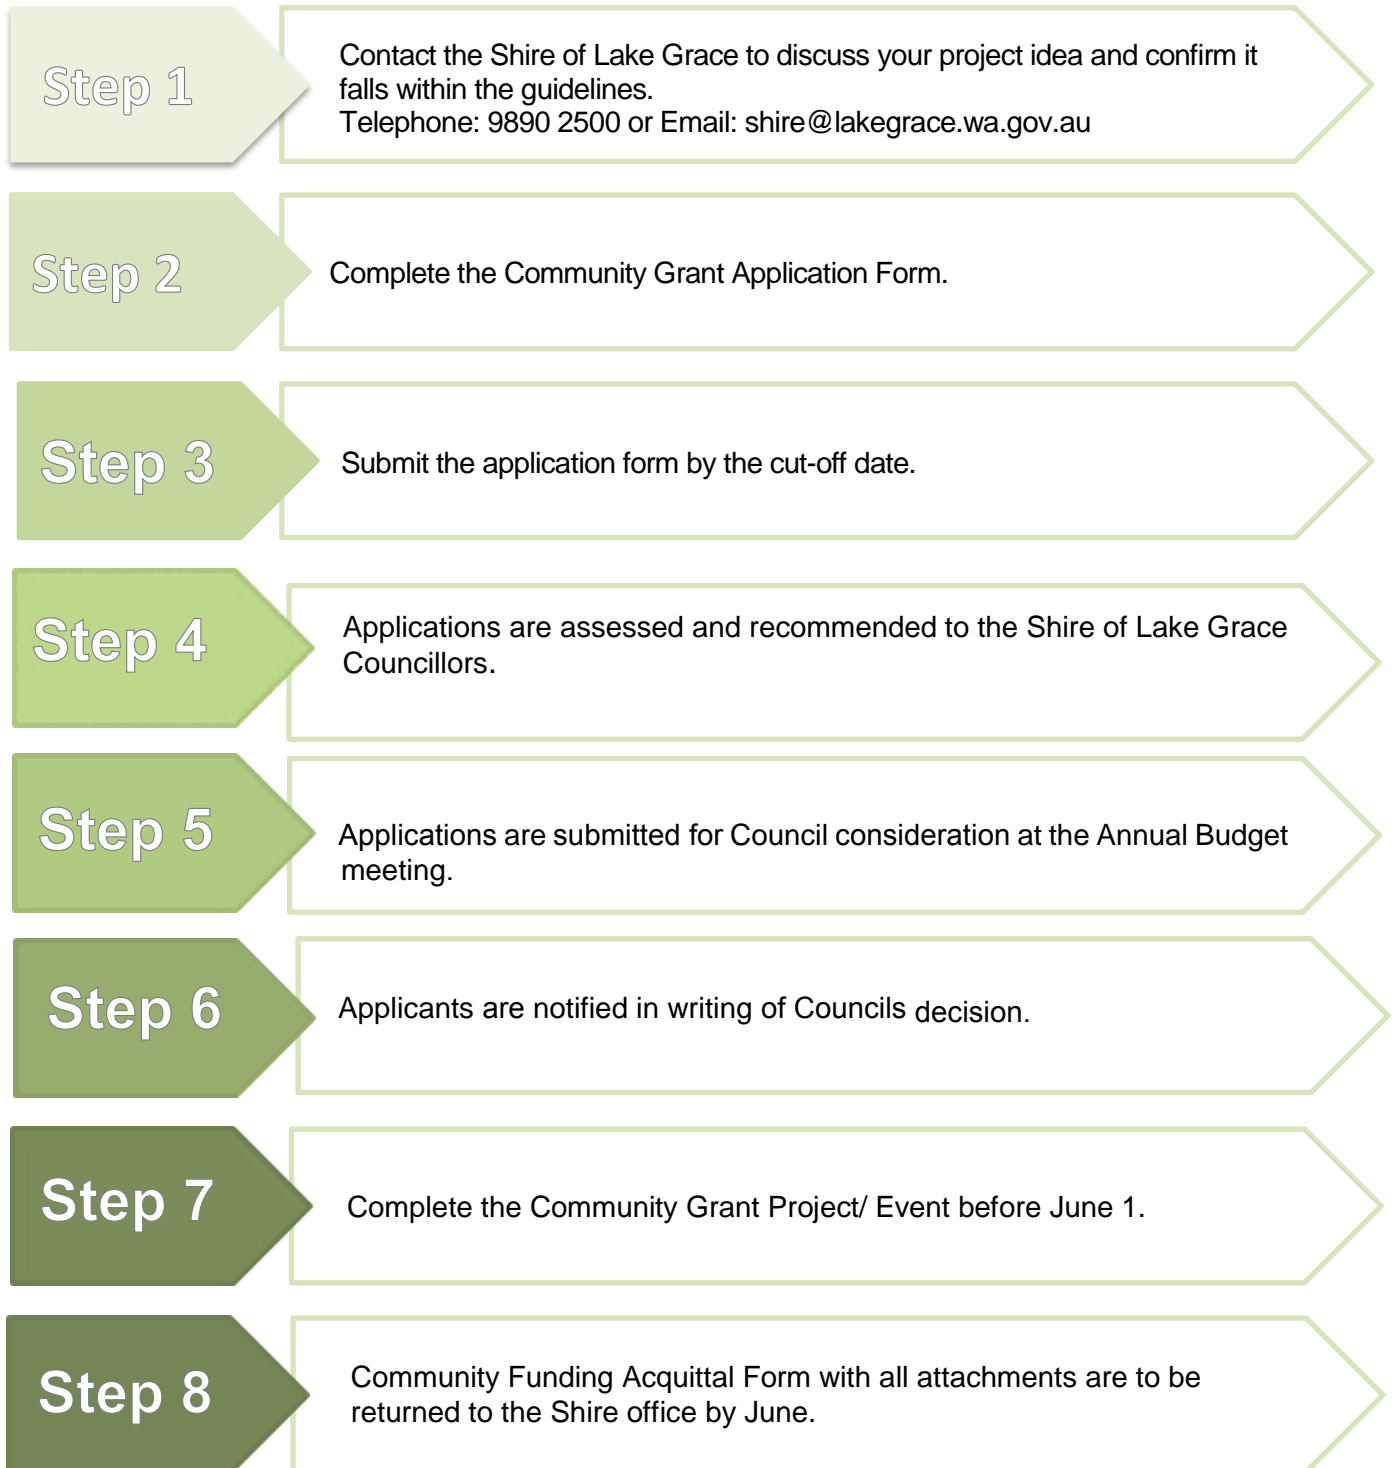 Step 1
Contact the Shire of Lake Grace to discuss your project idea and confirm it
falls within the guidelines.
Telephone: 9890 2500 or Email: shire@lakegrace.wa.gov.au
Step 2
Complete the Community Grant Application Form.
Step 3
Submit the application form by the cut-off date.
Step 4
Applications are assessed and recommended to the Shire of Lake Grace
Councillors.
Step 5
Applications are submitted for Council consideration at the Annual Budget
meeting.
Step 6
Applicants are notified in writing of Councils decision.
Step 7
Complete the Community Grant Project/ Event before June 1.
Step 8
Community Funding Acquittal Form with all attachments are to be
returned to the Shire office by June.